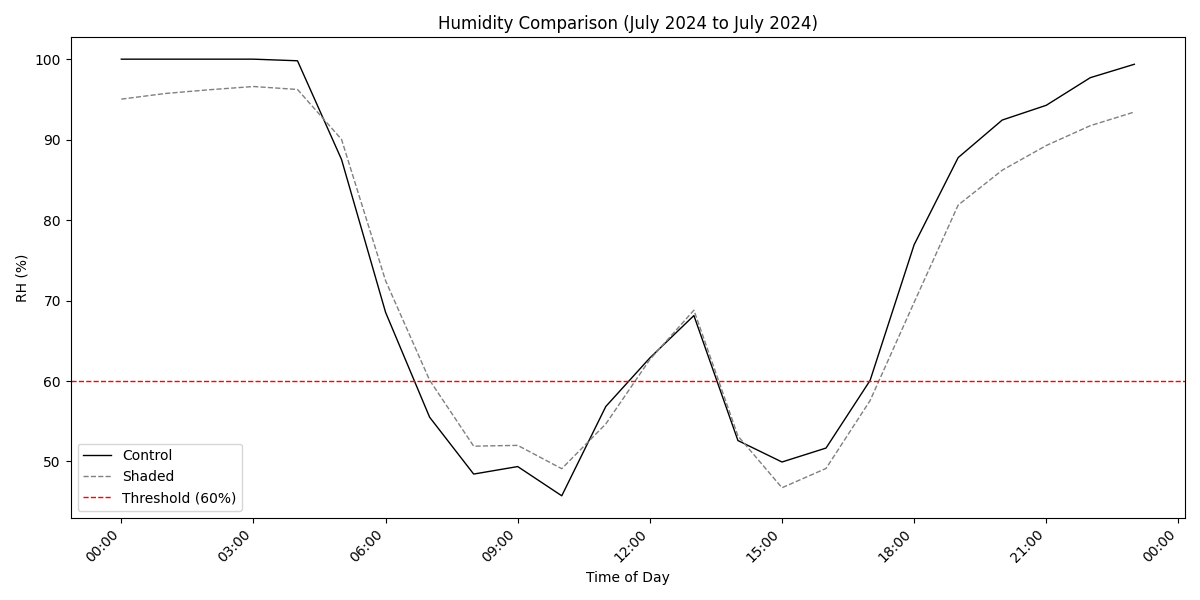 Humidity Comparison (July 2024 to July 2024)
100
90
80
70
60
50
RH (%)
Control
Shaded
Threshold (60%)
00:00
03:00
06:00
09:00
12:00
15:00
18:00
21:00
00:00
Time of Day